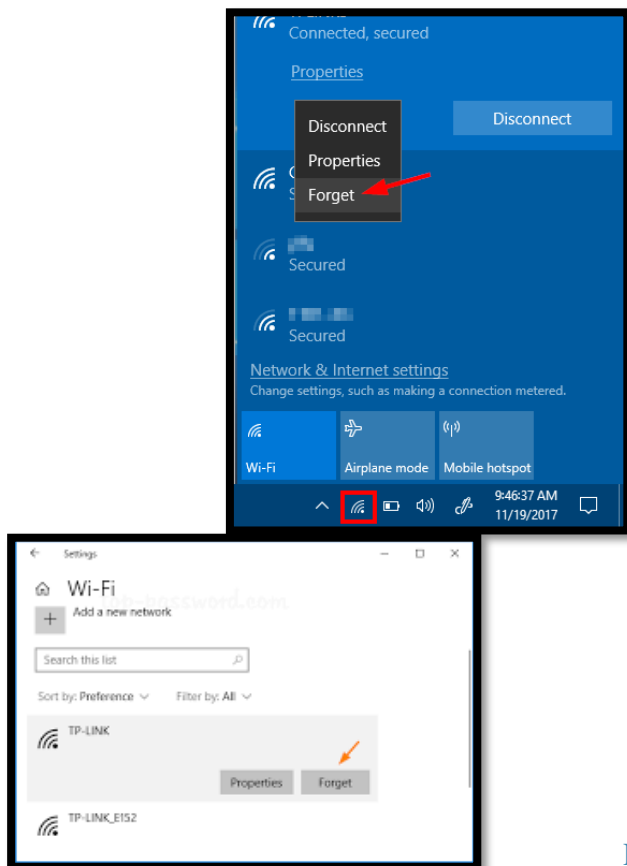 Connected, secured
Properties
Disconnect
Disconnect
Properties
Forget
Secured
Secured
Network & Internet settings
Change settings, such as making a connection metered.
Wi-Fi Airplane mode Mobile hotspot
9:46:37 AM
11/19/2017
Settings
Wi-Fi
Add a new network
Search this list
Sort by: Preference Filter by: All
TP-LINK
Properties Forget
TP-LINK_E152